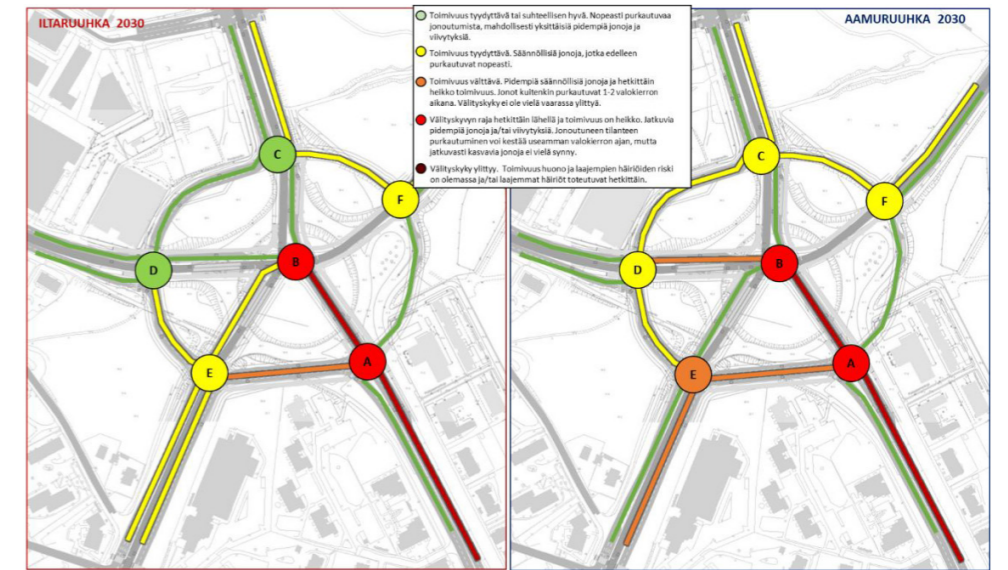 ILTARUUHKA 2030
AAMURUUHKA 2030
Toimivuus tyydyttävä tai suhteellisen hyvä. Nopeasti purkautuvaa
jonoutumista, mahdollisesti yksittäisiä pidempiä jonoja ja
viivytyksiä.
Toimivuus tyydyttävä. Säännöllisiä jonoja, jotka edelleen
purkautuvat nopeasti.
Toimivuus välttävä. Pidempiä säännöllisiä jonoja ja hetkittäin
heikko toimivuus. Jonot kuitenkin purkautuvat 1-2 valokierron
aikana. Välityskyky ei ole vielä vaarassa ylittyä.
Välityskyvyn raja hetkittäin lähellä ja toimivuus on heikko. Jatkuvia
pidempiä jonoja ja/tai viivytyksiä. Jonoutuneen tilanteen
purkautuminen voi kestää useamman valokierron ajan, mutta
jatkuvasti kasvavia jonoja ei vielä synny.
Välityskyky ylittyy. Toimivuus huono ja laajempien häiriöiden riski
on olemassa ja/tai laajemmat häiriöt toteutuvat hetkittäin.
C
F
B
D
A
E
C
F
B
D
A
E